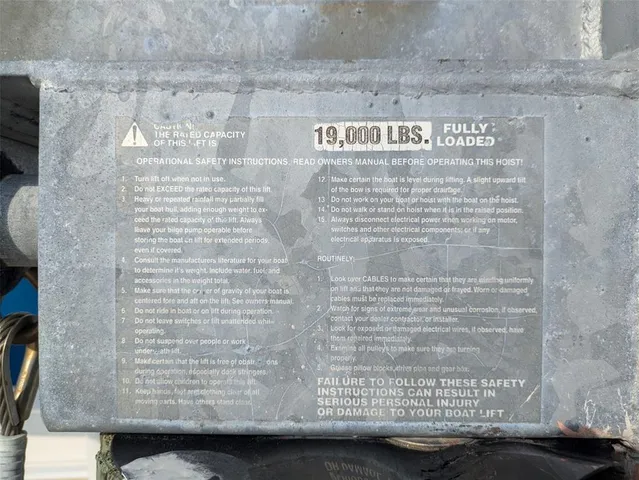 CAUTION!
THE RATED CAPACITY
OF THIS LIFT IS
19,000 LBS.
FULLY
LOADED
OPERATIONAL SAFETY INSTRUCTIONS, READ OWNERS MANUAL BEFORE OPERATING THIS HOIST!
1. Turn lift off when not in use.
2. Do not EXCEED the rated capacity of this lift.
3. Heavy or repeated rainfall may partially fill
your boat hull, adding enough weight to ex-
ceed the rated capacity of this lift. Always
leave your bilge pump operable before
storing the boat on lift for extended periods,
even if covered.
4. Consult the manufacturers literature for your boat
to determine it's weight. Include water, fuel, and
accessories in the weight total.
5. Make sure that the center of gravity of your boat is
centered fore and aft on the lift. See owners manual.
6. Do not ride in boat or on lift during operation.
7. Do not leave switches or lift unattended while
operating.
8. Do not suspend over people or work
under lift.
9. Make certain that the lift is free of obstructions
during operation, especially dock stringers.
10. Do not allow children to operate this lift.
11. Keep hands, feet and clothing clear of all
moving parts. Have others stand clear.
12. Make certain the boat is level during lifting. A slight upward tilt
of the bow is required for proper drainage.
13 Do not work on your boat or hoist with the boat on the hoist.
14. Do not walk or stand on hoist when it is in the raised position.
15. Always disconnect electrical power when working on motor,
switches and other electrical components; or if any
electrical apparatus is exposed.
ROUTINELY:
1. Look over CABLES to make certain that they are winding uniformly
on lift and that they are not damaged or frayed. Worn or damaged
cables must be replaced immediately.
2. Watch for signs of extreme wear and unusual corrosion, if observed,
contact your dealer contractor, or installer.
3. Look for exposed or damaged electrical wires, if observed, have
them repaired immediately.
4. Examine all pulleys to make sure they are turning
properly.
5. Grease pillow blocks, drive pipe and gear box.
FAILURE TO FOLLOW THESE SAFETY
INSTRUCTIONS CAN RESULT IN
SERIOUS PERSONAL INJURY
OR DAMAGE TO YOUR BOAT LIFT
OR DAMAGE